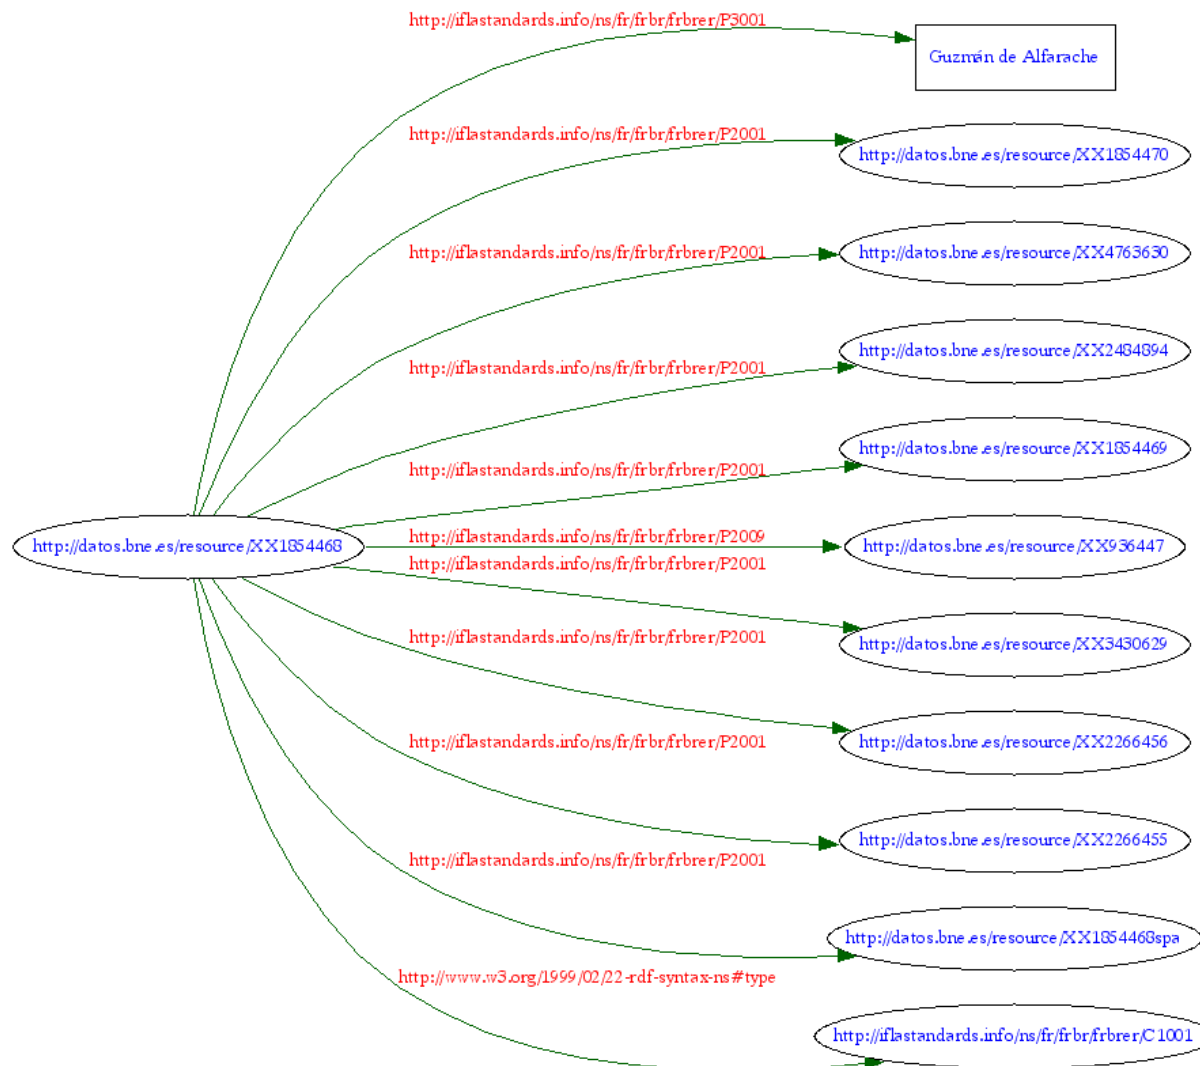 http://iflastandards.info/ns/fr/frbr/frbrer/P3001
Guzmán de Alfarache
http://iflastandards.info/ns/fr/frbr/frbrer/P2001
http://datos.bne.es/resource/XX1854470
http://iflastandards.info/ns/fr/frbr/frbrer/P2001
http://datos.bne.es/resource/XX4763630
http://iflastandards.info/ns/fr/frbr/frbrer/P2001
http://datos.bne.es/resource/XX2484894
http://iflastandards.info/ns/fr/frbr/frbrer/P2001
http://datos.bne.es/resource/XX1854469
http://datos.bne.es/resource/XX1854468
http://iflastandards.info/ns/fr/frbr/frbrer/P2009
http://datos.bne.es/resource/XX936447
http://iflastandards.info/ns/fr/frbr/frbrer/P2001
http://datos.bne.es/resource/XX3430629
http://iflastandards.info/ns/fr/frbr/frbrer/P2001
http://datos.bne.es/resource/XX2266456
http://iflastandards.info/ns/fr/frbr/frbrer/P2001
http://datos.bne.es/resource/XX2266455
http://iflastandards.info/ns/fr/frbr/frbrer/P2001
http://datos.bne.es/resource/XX1854468spa
http://www.w3.org/1999/02/22-rdf-syntax-ns#type
http://iflastandards.info/ns/fr/frbr/frbrer/C1001